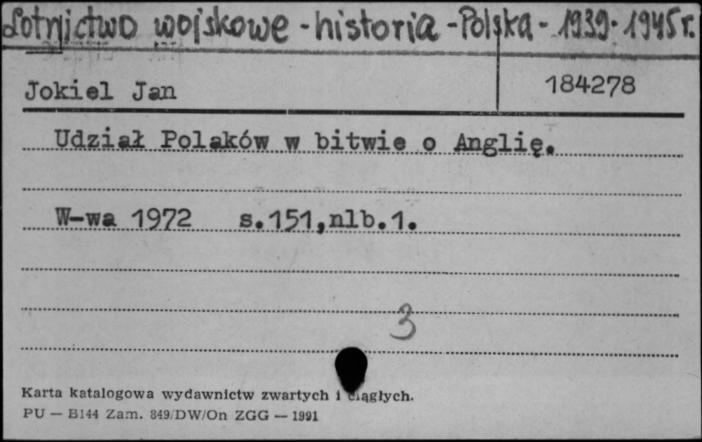 Lotnictwo wojskowe - historia - Polska - 1939-1945 r.
Jokiel Jan
184278
Udział Polaków w bitwie o Anglię.
W-wa 1972 s.151,nlb.1.
3
Karta katalogowa wydawnictw zwartych i ciągłych.
PU — B144 Zam. 849/DW/On ZGG — 1991